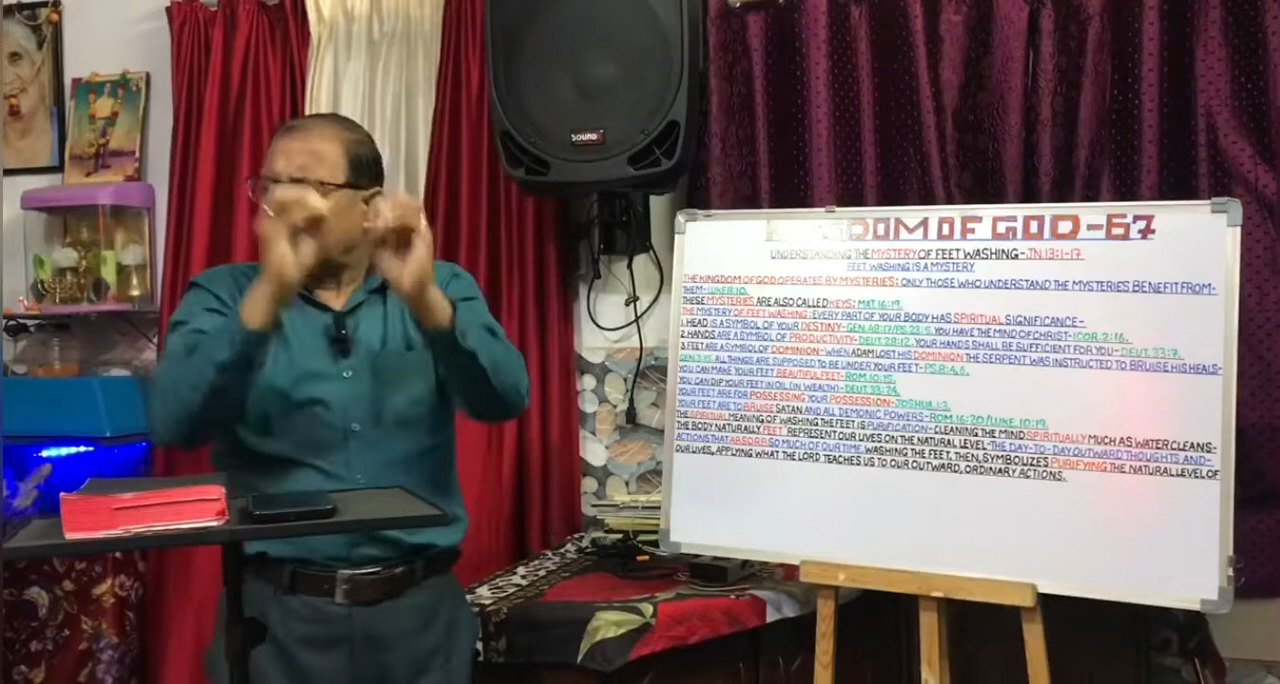 SOUND
DOM OF GOD-67
UNDERSTANDING THE MYSTERY OF FEET WASHING-JN.13:1-17
FEET WASHING IS A MYSTERY
THE KINGDOM OF GOD OPERATES BY MYSTERIES: ONLY THOSE WHO UNDERSTAND THE MYSTERIES BENEFIT FROM-
THEM-LUKE 8:10.
THESE MYSTERIES ARE ALSO CALLED KEYS: MAT.16:19.
THE MYSTERY OF FEET WASHING: EVERY PART OF YOUR BODY HAS SPIRITUAL SIGNIFICANCE-
1. HEAD IS A SYMBOL OF YOUR DESTINY-GEN.48:17/PS.23:5. YOU HAVE THE MIND OF CHRIST-1COR.2:16.
2. HANDS ARE A SYMBOL OF PRODUCTIVITY-DEUT.28:12. YOUR HANDS SHALL BE SUFFICIENT FOR YOU-DEUT.33:7.
3. FEET ARE A SYMBOL OF DOMINION-WHEN ADAM LOST HIS DOMINION THE SERPENT WAS INSTRUCTED TO BRUISE HIS HEALS-
GEN.3:15. ALL THINGS ARE SUPPOSED TO BE UNDER YOUR FEET-PS.8:4,6.
YOU CAN MAKE YOUR FEET BEAUTIFUL FEET-ROM.10:15.
YOU CAN DIP YOUR FEET IN OIL (IN WEALTH)-DEUT.33:24.
YOUR FEET ARE FOR POSSESSING YOUR POSSESSION-JOSHUA.1:3.
YOUR FEET ARE TO BRUISE SATAN AND ALL DEMONIC POWERS-ROM.16:20/LUKE.10:19.
THE SPIRITUAL MEANING OF WASHING THE FEET IS PURIFICATION-CLEANING THE MIND SPIRITUALLY MUCH AS WATER CLEANS-
THE BODY NATURALLY. FEET REPRESENT OUR LIVES ON THE NATURAL LEVEL-THE DAY-TO-DAY OUTWARD THOUGHTS AND-
ACTIONS THAT ABSORB SO MUCH OF OUR TIME. WASHING THE FEET, THEN, SYMBOLIZES PURIFYING THE NATURAL LEVEL OF
OUR LIVES, APPLYING WHAT THE LORD TEACHES US TO OUR OUTWARD, ORDINARY ACTIONS.